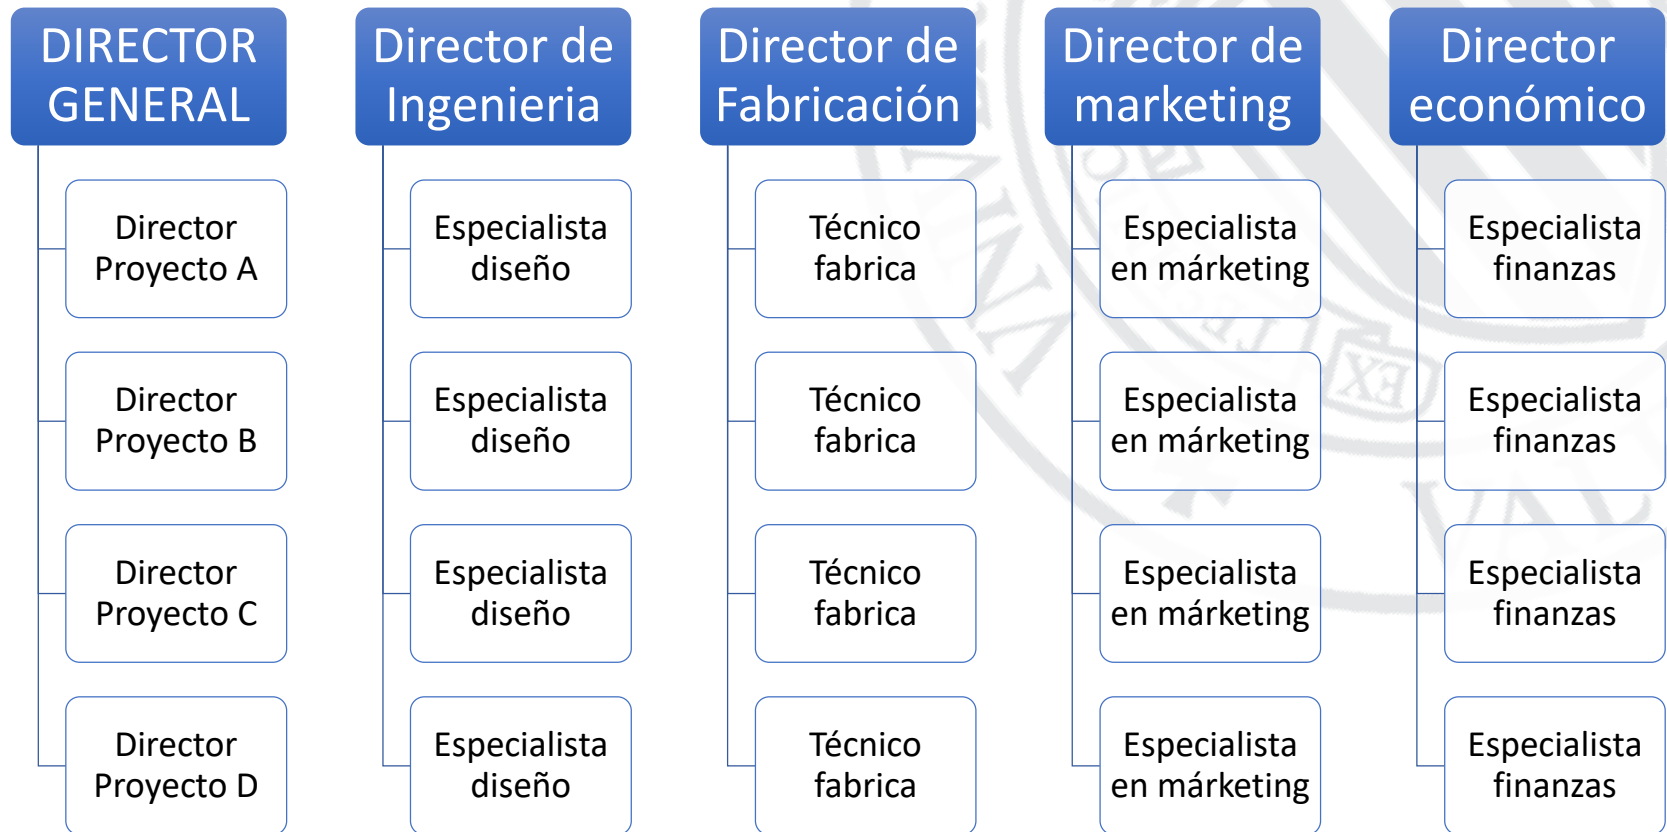 DIRECTOR
GENERAL
Director
Proyecto A
Director
Proyecto B
Director
Proyecto C
Director
Proyecto D
Director de
Ingenieria
Especialista
diseño
Especialista
diseño
Especialista
diseño
Especialista
diseño
Director de
Fabricación
Técnico
fabrica
Técnico
fabrica
Técnico
fabrica
Técnico
fabrica
Director de
marketing
Especialista
en márketing
Especialista
en márketing
Especialista
en márketing
Especialista
en márketing
Director
económico
Especialista
finanzas
Especialista
finanzas
Especialista
finanzas
Especialista
finanzas